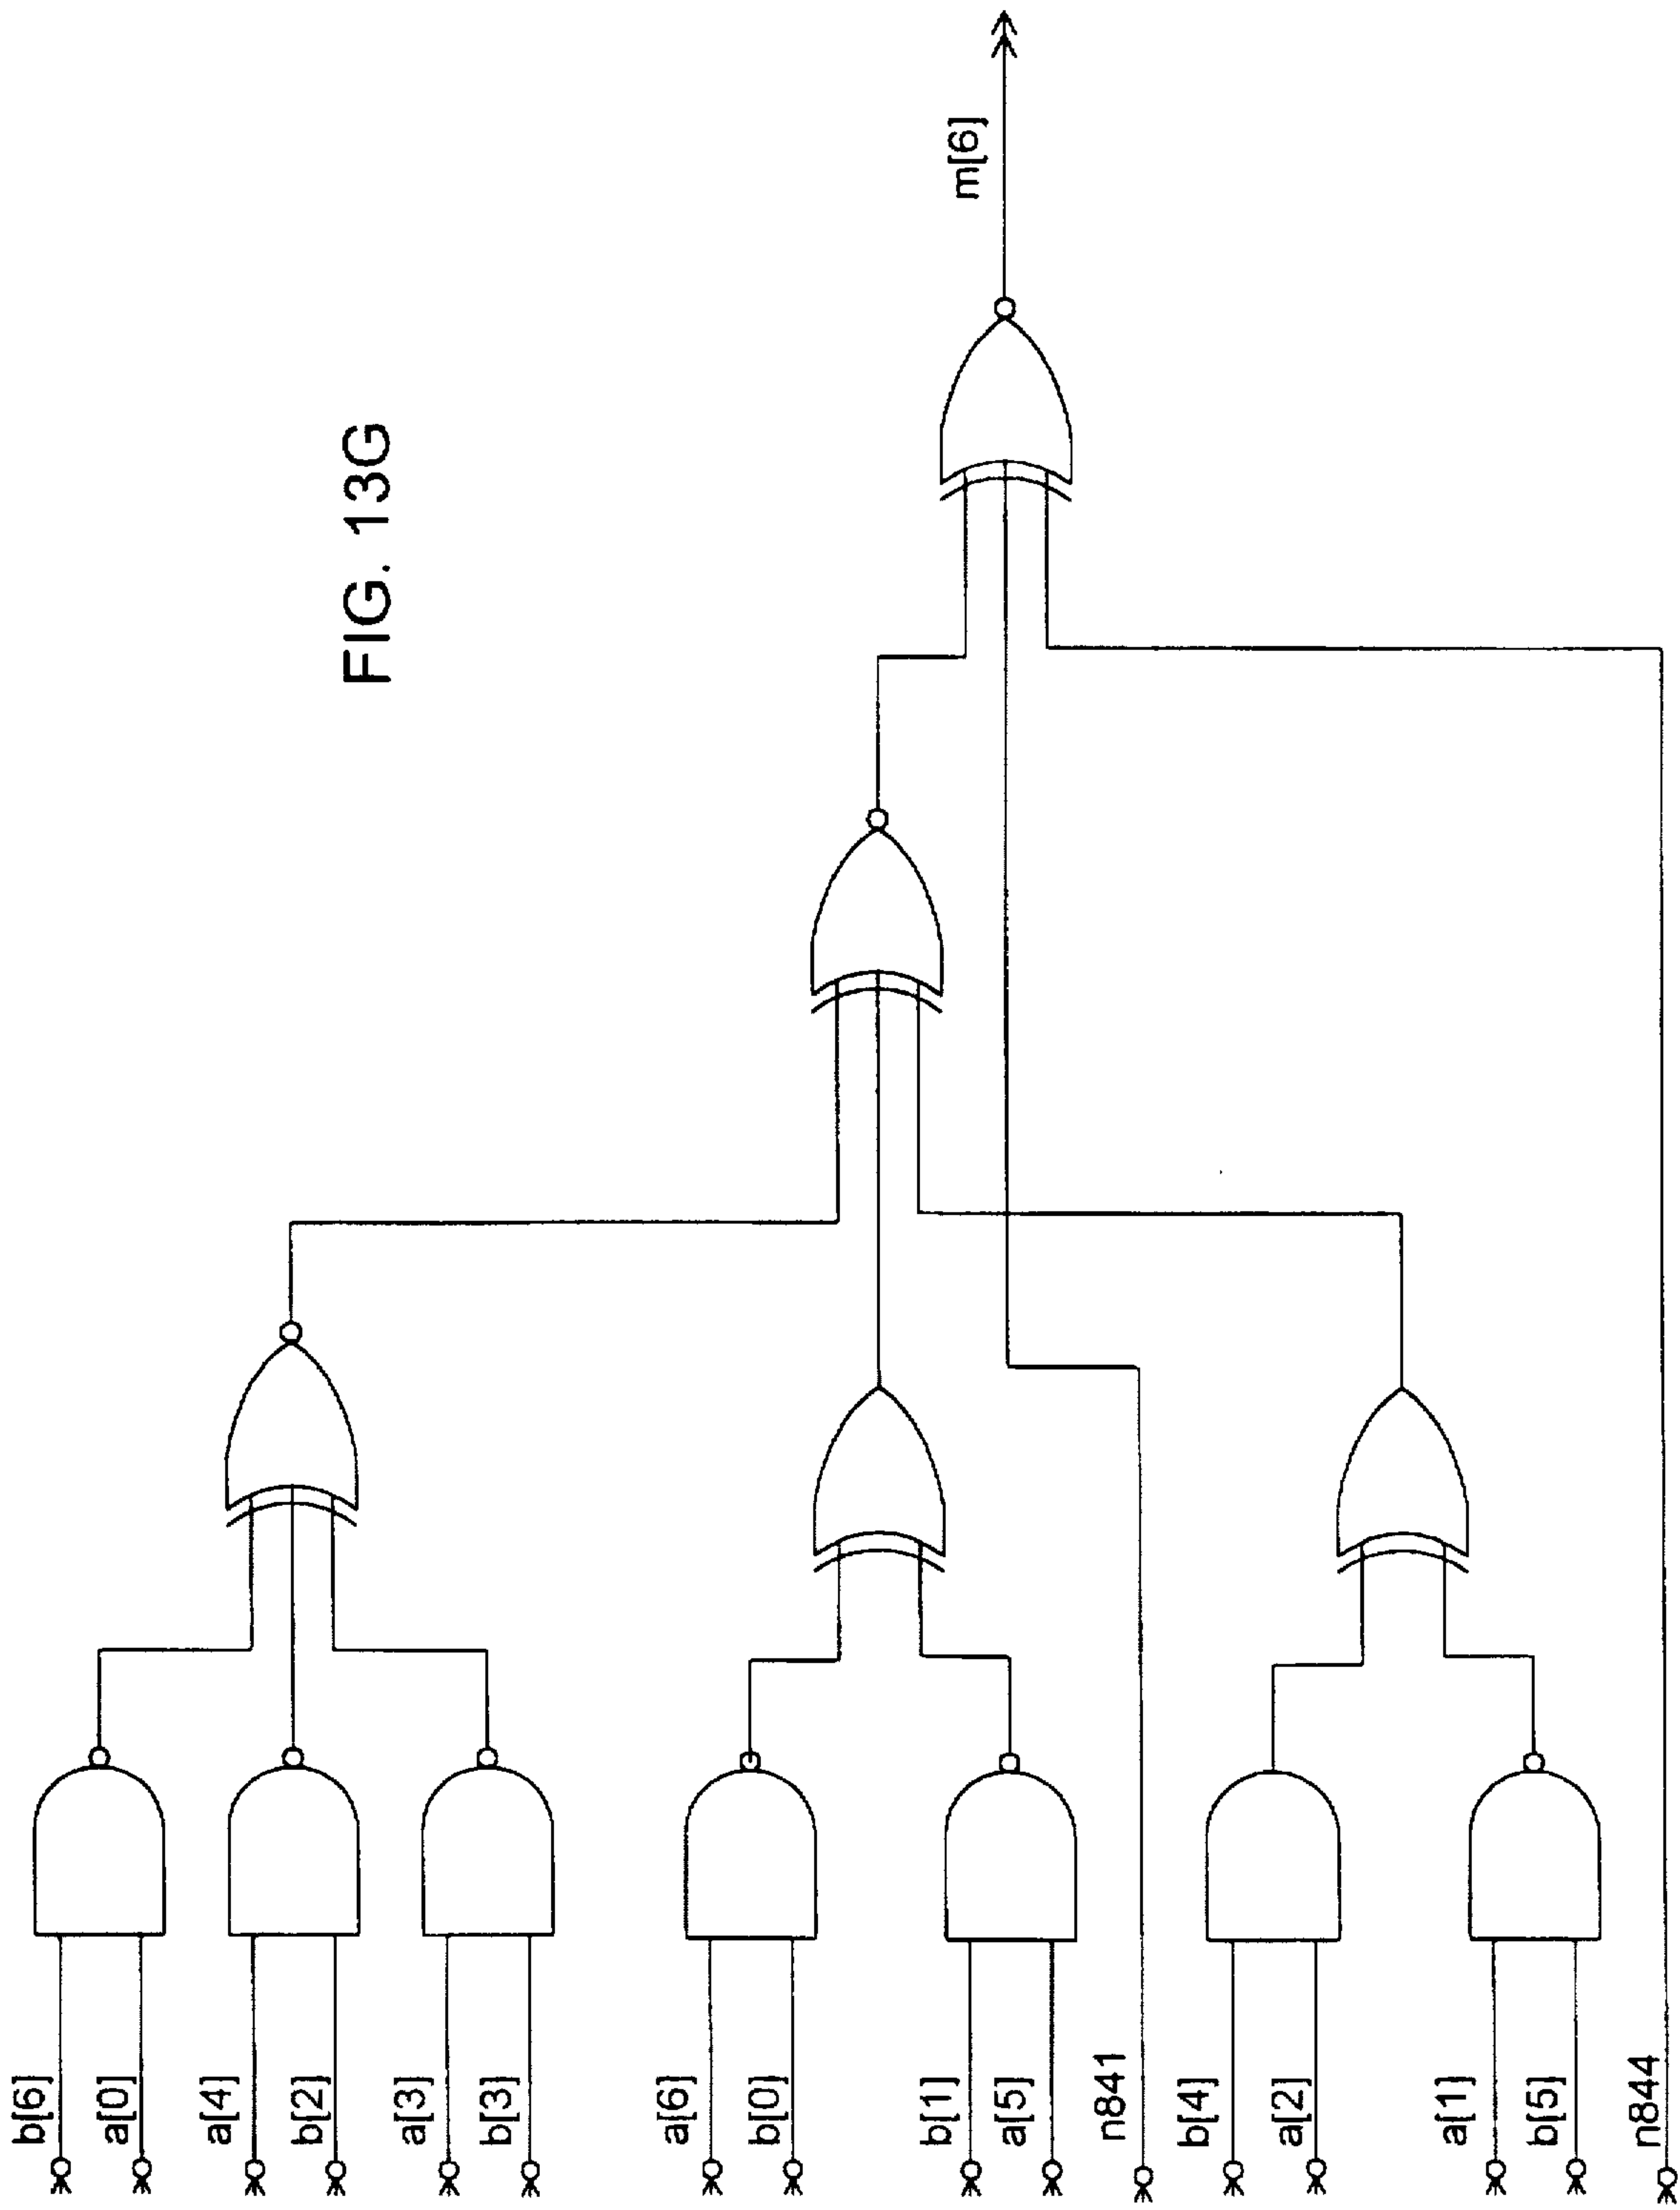 FIG. 13G
b[6]
a[0]
a[4]
b[2]
a[3]
b[3]
a[6]
b[0]
b[1]
a[5]
n841
b[4]
a[2]
a[1]
b[5]
n844
m[6]